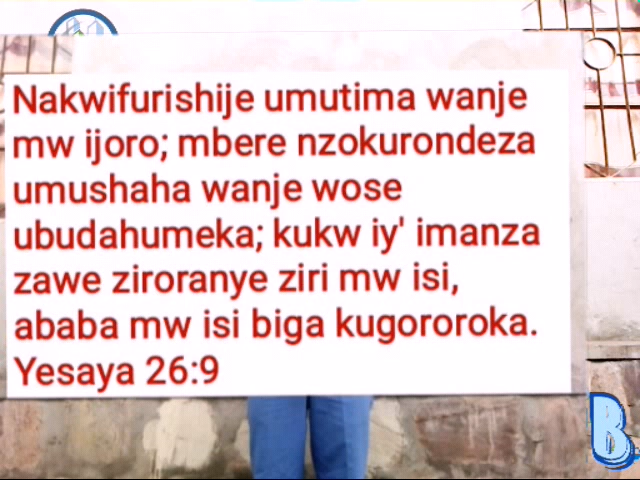 Nakwifurishije umutima wanje
mw ijoro; mbere nzokurondeza
umushaha wanje wose
ubudahumeka; kukw iy' imanza
zawe ziroranye ziri mw isi,
ababa mw isi biga kugororoka.
Yesaya 26:9
B